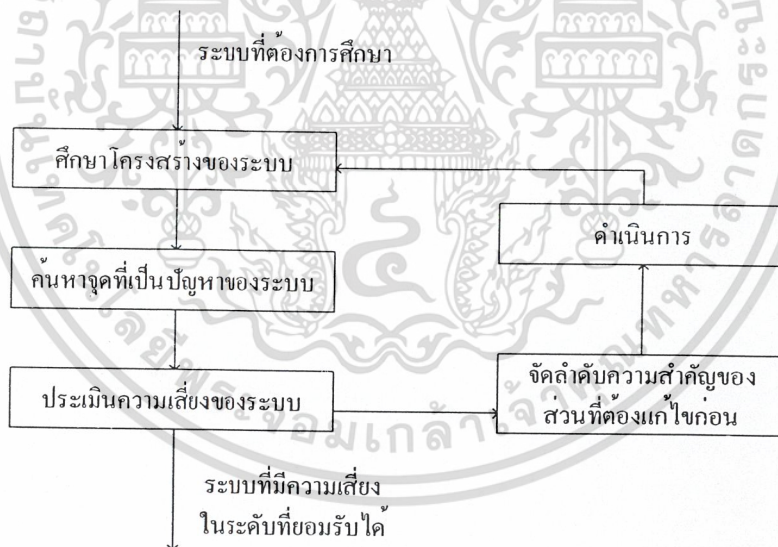 ระบบที่ต้องการศึกษา
ศึกษาโครงสร้างของระบบ
ดำเนินการ
ค้นหาจุดที่เป็นปัญหาของระบบ
จัดลำดับความสำคัญของ
ส่วนที่ต้องแก้ไขก่อน
ประเมินความเสี่ยงของระบบ
ระบบที่มีความเสี่ยง
ในระดับที่ยอมรับได้